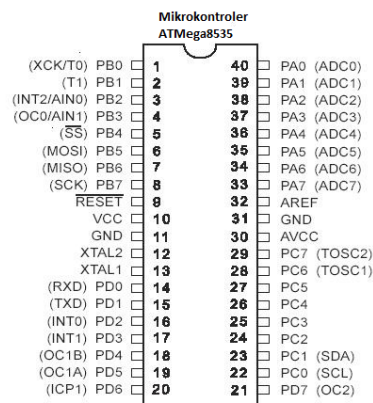 Mikrokontroler
ATMega8535
(XCK/T0) PB0 1 40 PA0 (ADC0)
(T1) PB1 2 39 PA1 (ADC1)
(INT2/AIN0) PB2 3 38 PA2 (ADC2)
(OC0/AIN1) PB3 4 37 PA3 (ADC3)
(SS) PB4 5 36 PA4 (ADC4)
(MOSI) PB5 6 35 PA5 (ADC5)
(MISO) PB6 7 34 PA6 (ADC6)
(SCK) PB7 8 33 PA7 (ADC7)
RESET 9 32 AREF
VCC 10 31 GND
GND 11 30 AVCC
XTAL2 12 29 PC7 (TOSC2)
XTAL1 13 28 PC6 (TOSC1)
(RXD) PD0 14 27 PC5
(TXD) PD1 15 26 PC4
(INT0) PD2 16 25 PC3
(INT1) PD3 17 24 PC2
(OC1B) PD4 18 23 PC1 (SDA)
(OC1A) PD5 19 22 PC0 (SCL)
(ICP1) PD6 20 21 PD7 (OC2)